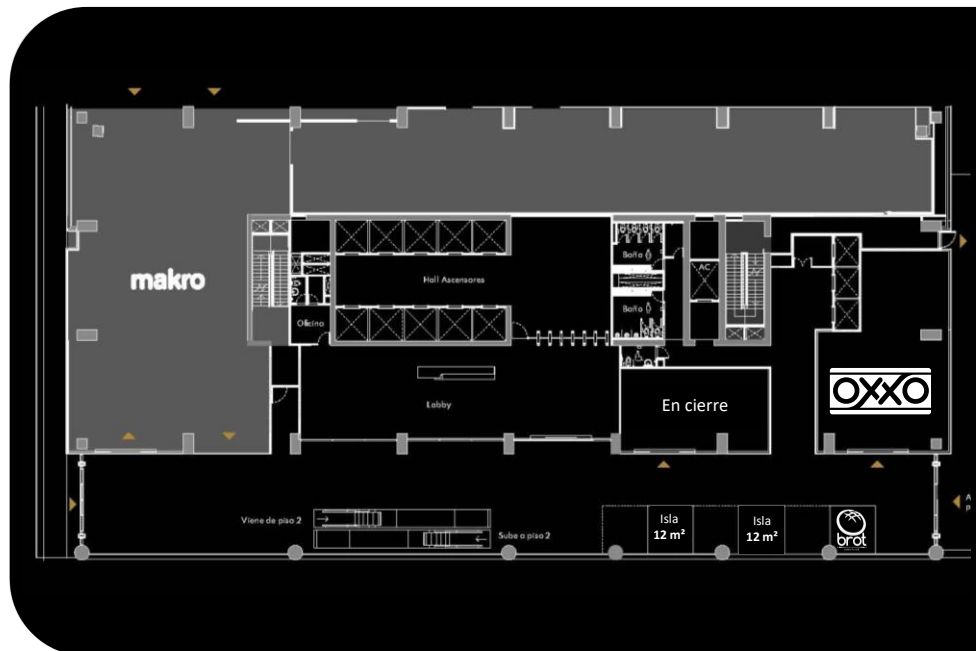 makro
Hall Ascensores
Baño
AC
Baño
Oficina
Lobby
En cierre
OXXO
Viene de piso 2
Sube a piso 2
Isla
12 m²
Isla
12 m²
brot
A
p